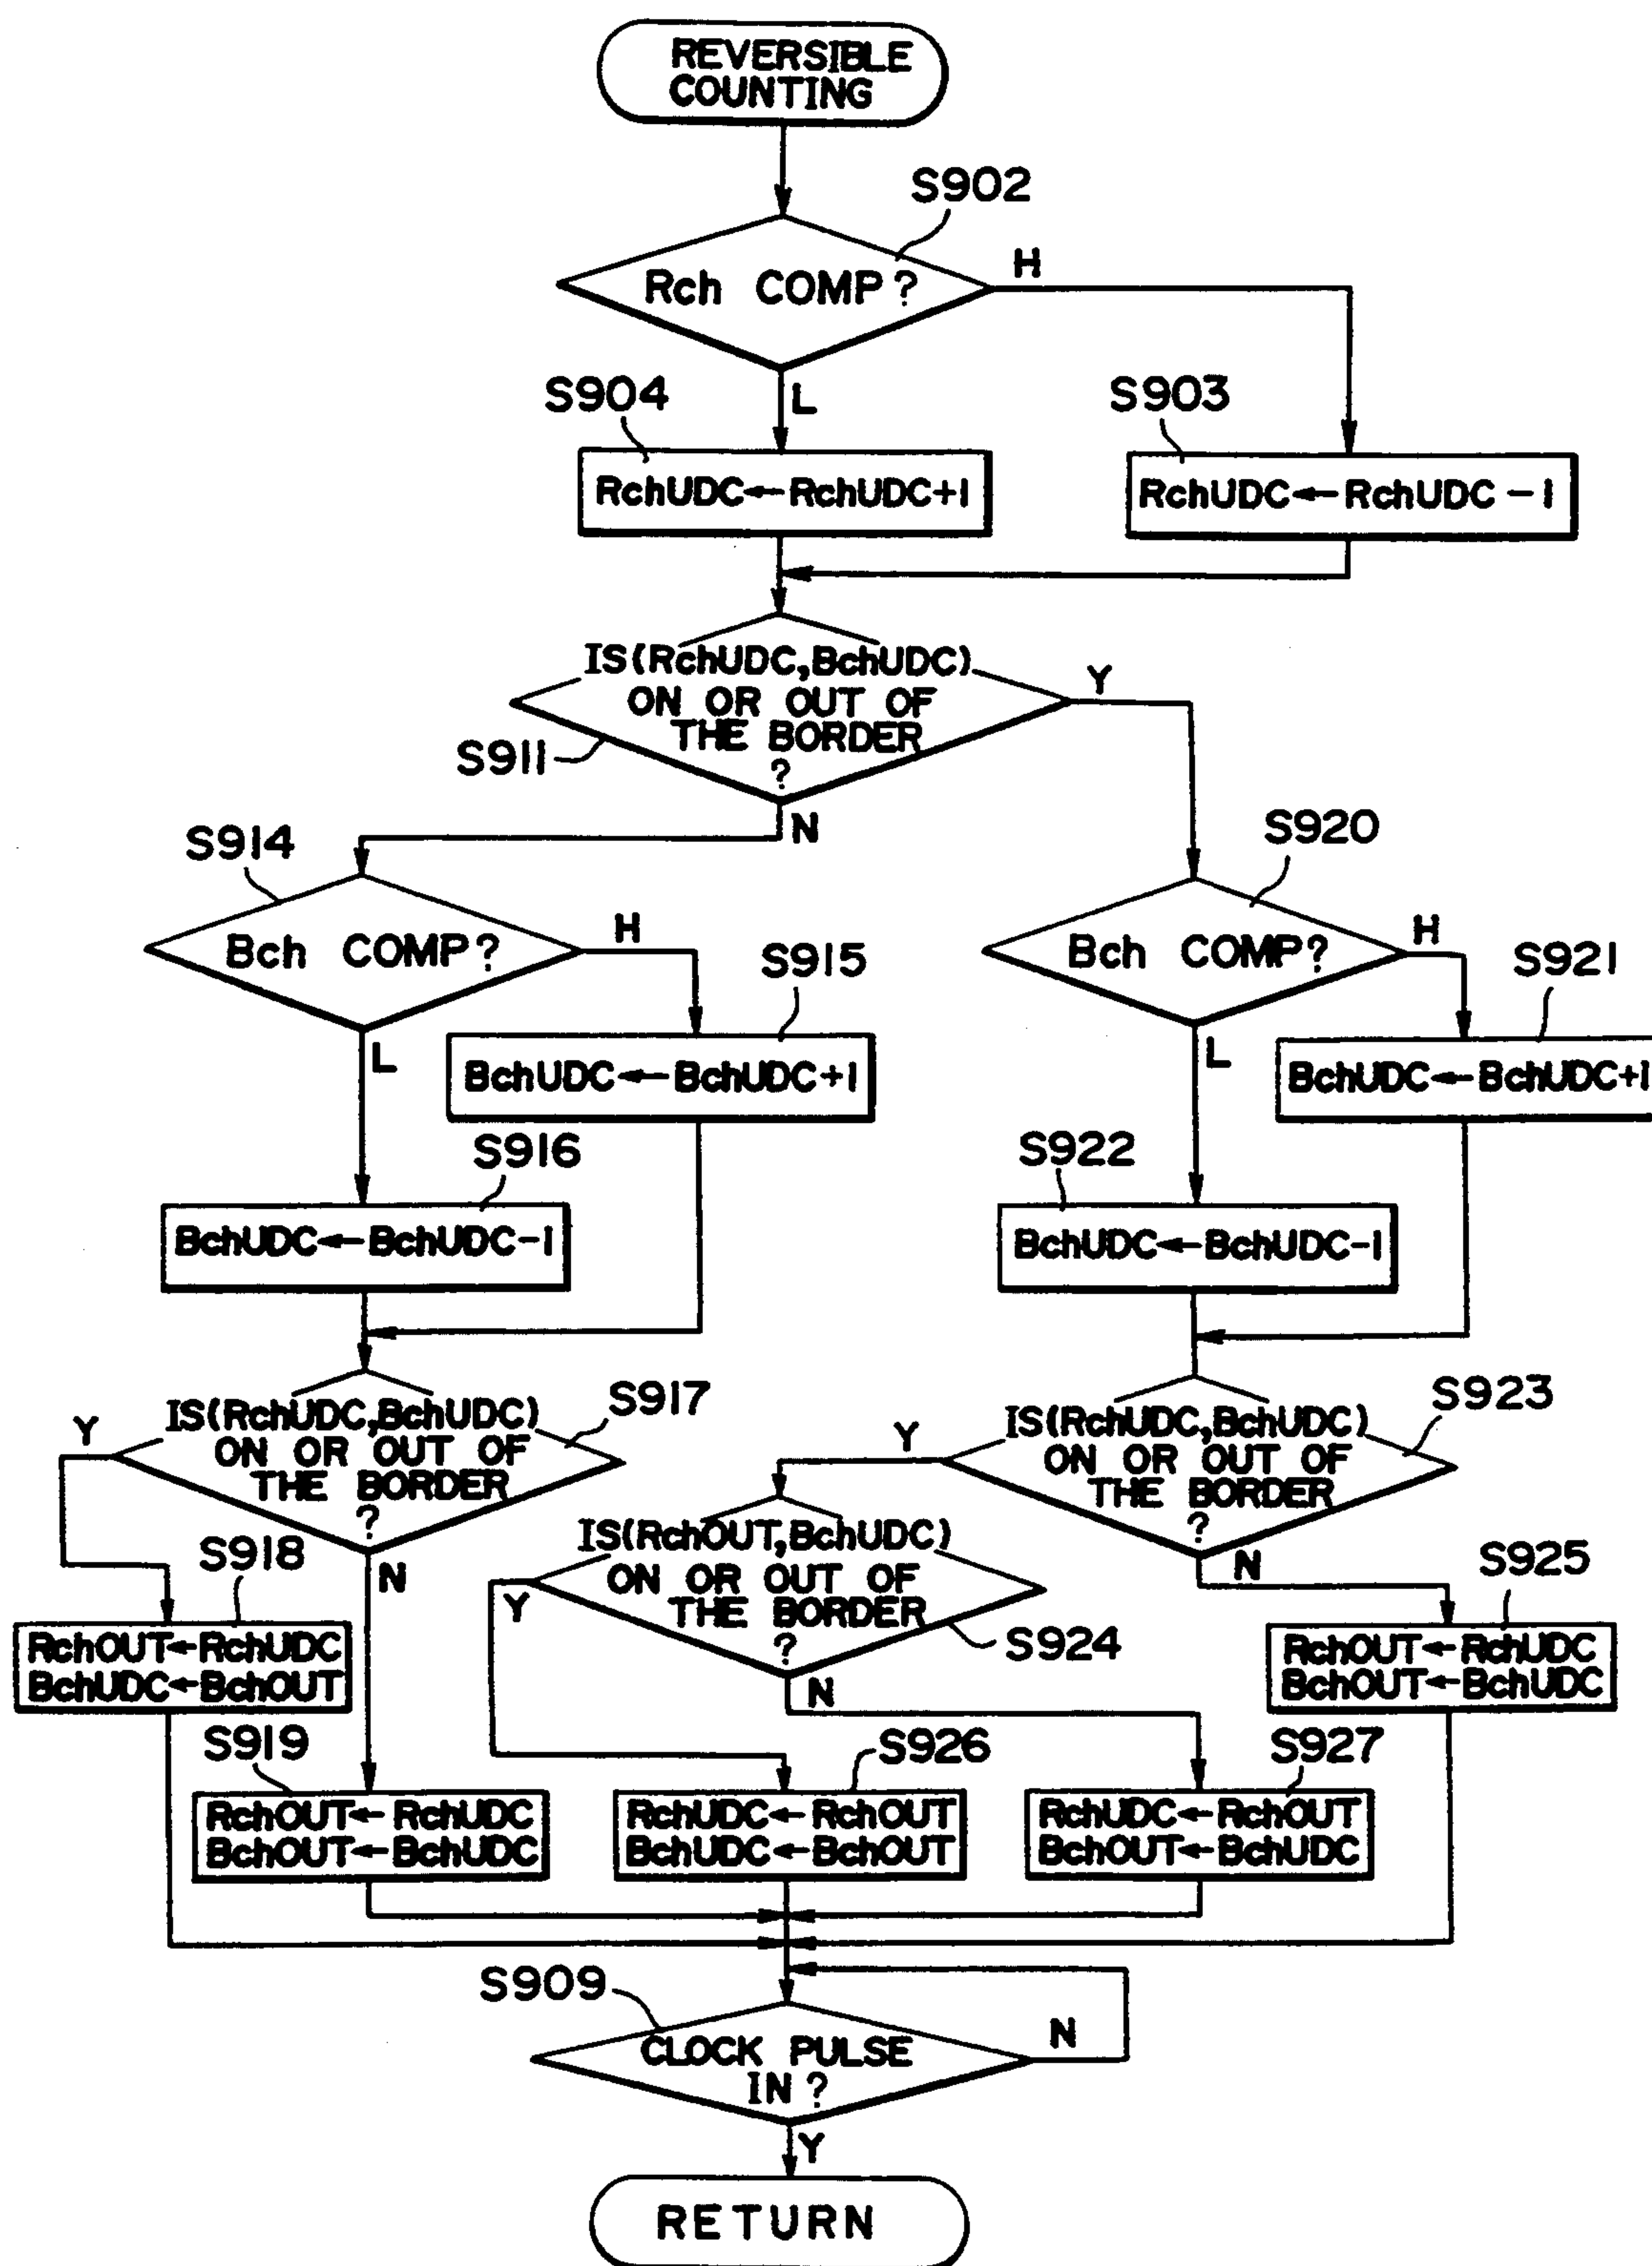 REVERSIBLE
COUNTING
S902
Rch COMP?
H
L
S904
S903
RchUDC←RchUDC+1
RchUDC←RchUDC-1
IS(RchUDC,BchUDC)
ON OR OUT OF
THE BORDER
?
Y
S911
N
S914
S920
Bch COMP?
H
S915
Bch COMP?
H
S921
L
BchUDC←BchUDC+1
L
BchUDC←BchUDC+1
S916
S922
BchUDC←BchUDC-1
BchUDC←BchUDC-1
IS(RchUDC,BchUDC)
ON OR OUT OF
THE BORDER
?
Y
S917
N
IS(RchUDC,BchUDC)
ON OR OUT OF
THE BORDER
?
Y
S923
N
IS(RchOUT,BchUDC)
ON OR OUT OF
THE BORDER
?
Y
S924
N
S918
RchOUT←RchUDC
BchUDC←BchOUT
S925
RchOUT←RchUDC
BchOUT←BchUDC
S919
RchOUT←RchUDC
BchOUT←BchUDC
S926
RchUDC←RchOUT
BchUDC←BchOUT
S927
RchUDC←RchOUT
BchOUT←BchUDC
S909
CLOCK PULSE
IN?
N
Y
RETURN